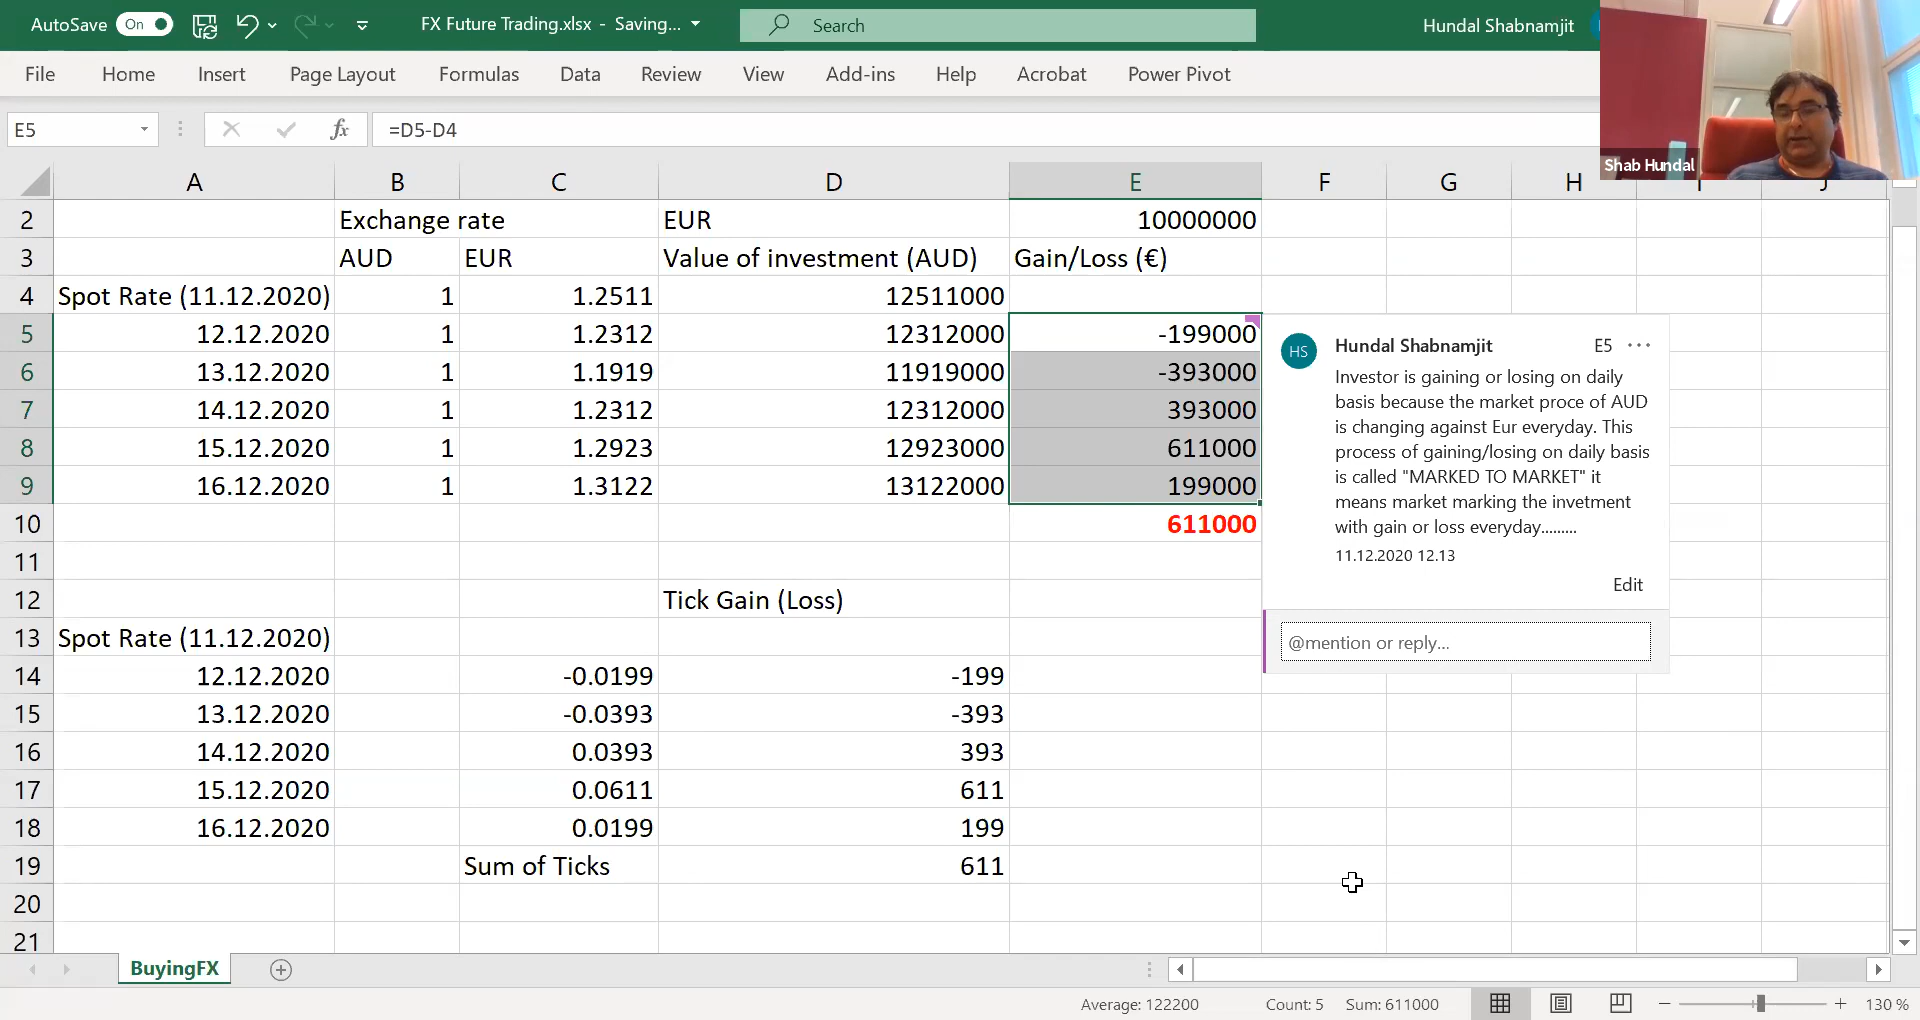 AutoSave On FX Future Trading.xlsx - Saving... Search Hundal Shabnamjit
File Home Insert Page Layout Formulas Data Review View Add-ins Help Acrobat Power Pivot
E5 fx =D5-D4
Shab Hundal
A B C D E F G H I J
2 Exchange rate EUR 10000000
3 AUD EUR Value of investment (AUD) Gain/Loss (€)
4 Spot Rate (11.12.2020) 1 1.2511 12511000
5 12.12.2020 1 1.2312 12312000 -199000
6 13.12.2020 1 1.1919 11919000 -393000
7 14.12.2020 1 1.2312 12312000 393000
8 15.12.2020 1 1.2923 12923000 611000
9 16.12.2020 1 1.3122 13122000 199000
10 611000
11
12 Tick Gain (Loss)
13 Spot Rate (11.12.2020)
14 12.12.2020 -0.0199 -199
15 13.12.2020 -0.0393 -393
16 14.12.2020 0.0393 393
17 15.12.2020 0.0611 611
18 16.12.2020 0.0199 199
19 Sum of Ticks 611
20
21
HS Hundal Shabnamjit E5 ...
Investor is gaining or losing on daily
basis because the market proce of AUD
is changing against Eur everyday. This
process of gaining/losing on daily basis
is called "MARKED TO MARKET" it
means market marking the invetment
with gain or loss everyday.........
11.12.2020 12.13
Edit
@mention or reply...
BuyingFX
Average: 122200 Count: 5 Sum: 611000 130 %